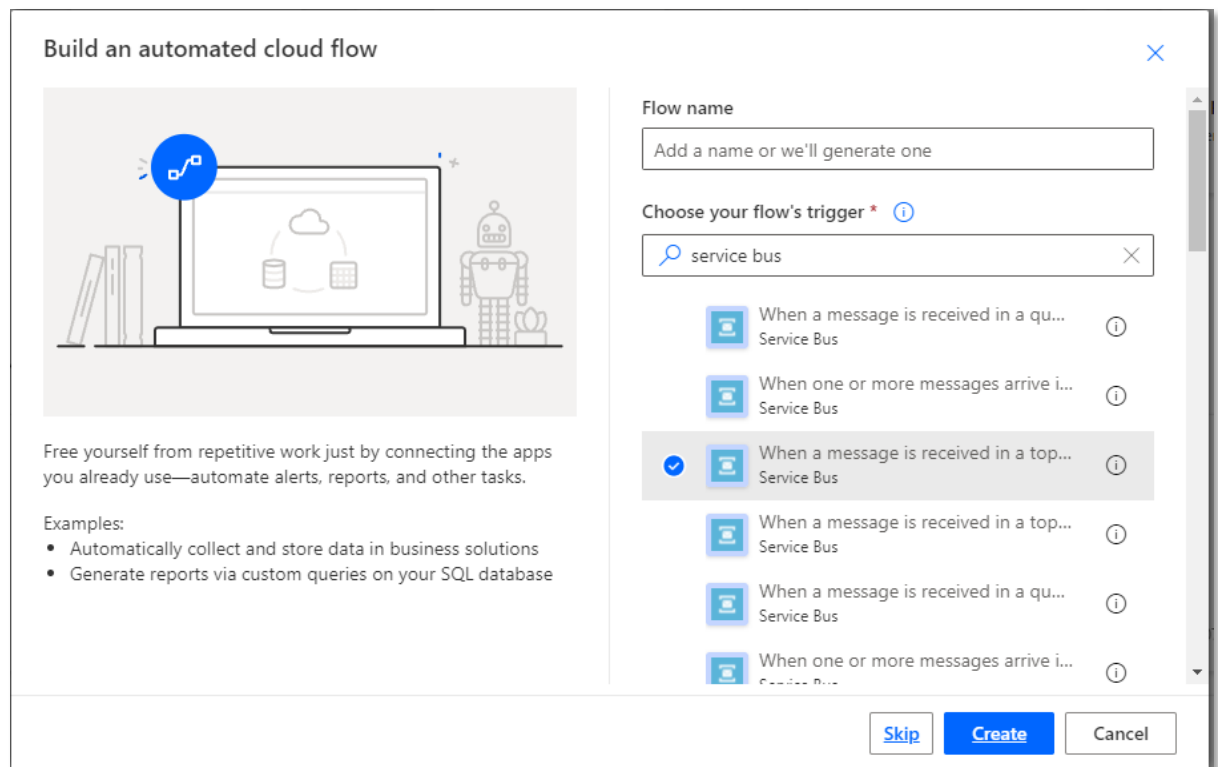 Build an automated cloud flow
Free yourself from repetitive work just by connecting the apps
you already use—automate alerts, reports, and other tasks.
Examples:
• Automatically collect and store data in business solutions
• Generate reports via custom queries on your SQL database
Flow name
Add a name or we'll generate one
Choose your flow's trigger *
service bus
When a message is received in a qu...
Service Bus
When one or more messages arrive i...
Service Bus
When a message is received in a top...
Service Bus
When a message is received in a top...
Service Bus
When a message is received in a qu...
Service Bus
When one or more messages arrive i...
Service Bus
Skip
Create
Cancel